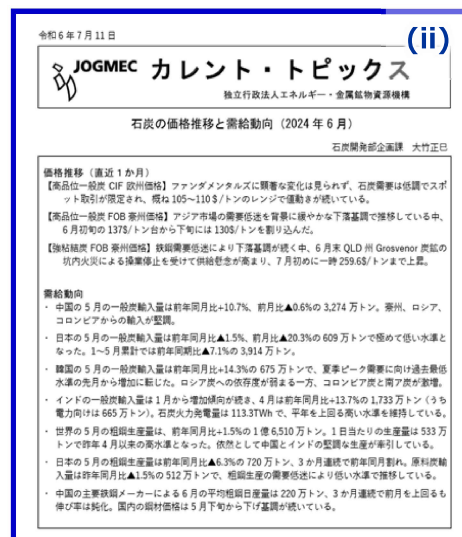 (ii)
令和6年7月11日
JOGMEC カレント・トピックス
独立行政法人エネルギー・金属鉱物資源機構
石炭の価格推移と需給動向（2024年6月）
石炭開発部企画課　大竹正巳
価格推移（直近1か月）
【高品位一般炭 CIF 欧州価格】ファンダメンタルズに顕著な変化は見られず、石炭需要は低調でスポ
ット取引が限定され、概ね105～110＄/トンのレンジで値動きが続いている。
【高品位一般炭 FOB 豪州価格】アジア市場の需要低迷を背景に緩やかな下落基調で推移している中、
6月初旬の137$/トン台から下旬には130$/トンを割り込んだ。
【強粘結炭 FOB 豪州価格】鉄鋼需要低迷により下落基調が続く中、6月末 QLD 州 Grosvenor 炭鉱の
坑内火災による操業停止を受けて供給懸念が高まり、7月初めに一時259.6$/トンまで上昇。
需給動向
・ 中国の5月の一般炭輸入量は前年同月比+10.7%、前月比▲0.6%の3,274万トン。豪州、ロシア、
コロンビアからの輸入が堅調。
・ 日本の5月の一般炭輸入量は前年同月比▲1.5%、前月比▲20.3%の609万トンで極めて低い水準と
なった。1～5月累計では前年同期比▲7.1%の3,914万トン。
・ 韓国の5月の一般炭輸入量は前年同月比+14.3%の675万トンで、夏季ピーク需要に向け過去最低
水準の先月から増加に転じた。ロシア炭への依存度が弱まる一方、コロンビア炭と南ア炭が激増。
・ インドの一般炭輸入量は1月から増加傾向が続き、4月は前年同月比+13.7%の1,733万トン（うち
電力向けは665万トン）。石炭火力発電量は113.3TWhで、平年を上回る高い水準を維持している。
・ 世界の5月の粗鋼生産量は、前年同月比+1.5%の1億6,510万トン。1日当たりの生産量は533万
トンで昨年4月以来の高水準となった。依然として中国とインドの堅調な生産が牽引している。
・ 日本の5月の粗鋼生産量は前年同月比▲6.3%の720万トン、3か月連続で前年同月割れ。原料炭輸
入量は昨年同月比▲1.5%の512万トンで、粗鋼生産の需要低迷により低い水準で推移している。
・ 中国の主要鉄鋼メーカーによる6月の平均粗鋼日産量は220万トン、3か月連続で前月を上回るも
伸び率は鈍化。国内の鋼材価格は5月下旬から下げ基調が続いている。